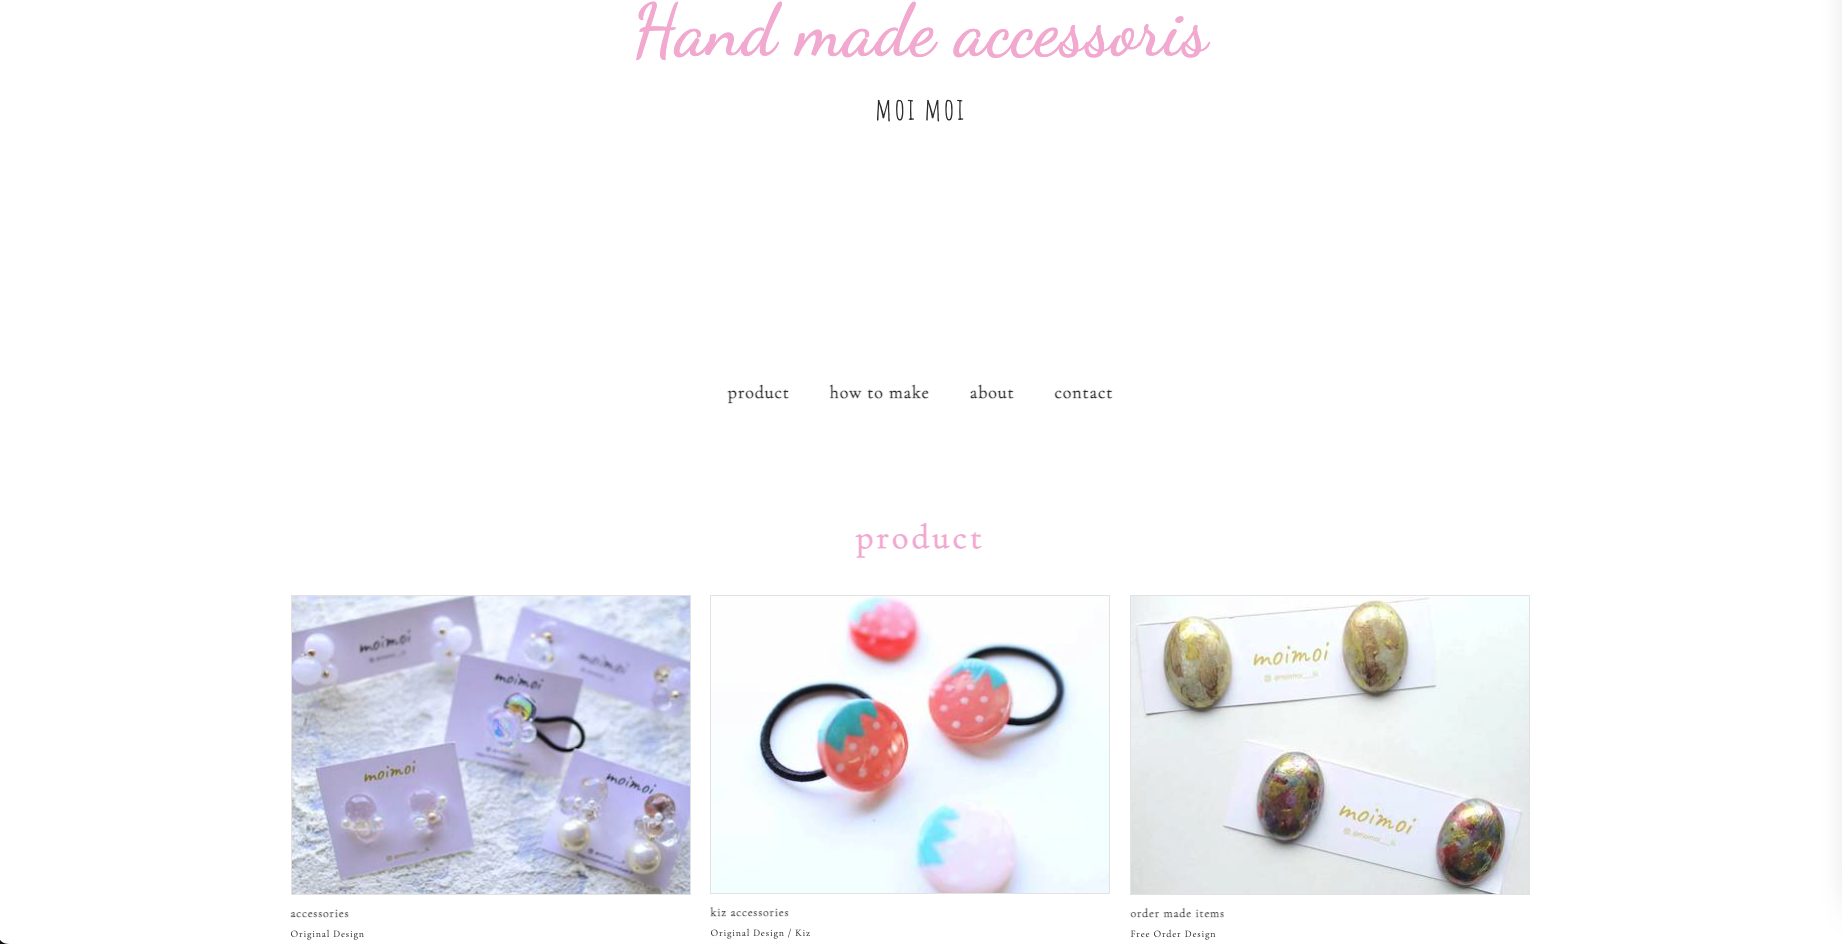 Hand made accessoris
MOI MOI
product how to make about contact
product
moimoi
moimoi
moimoi
moimoi
moimoi
moimoi
moimoi
accessories
Original Design
kiz accessories
Original Design / Kiz
order made items
Free Order Design